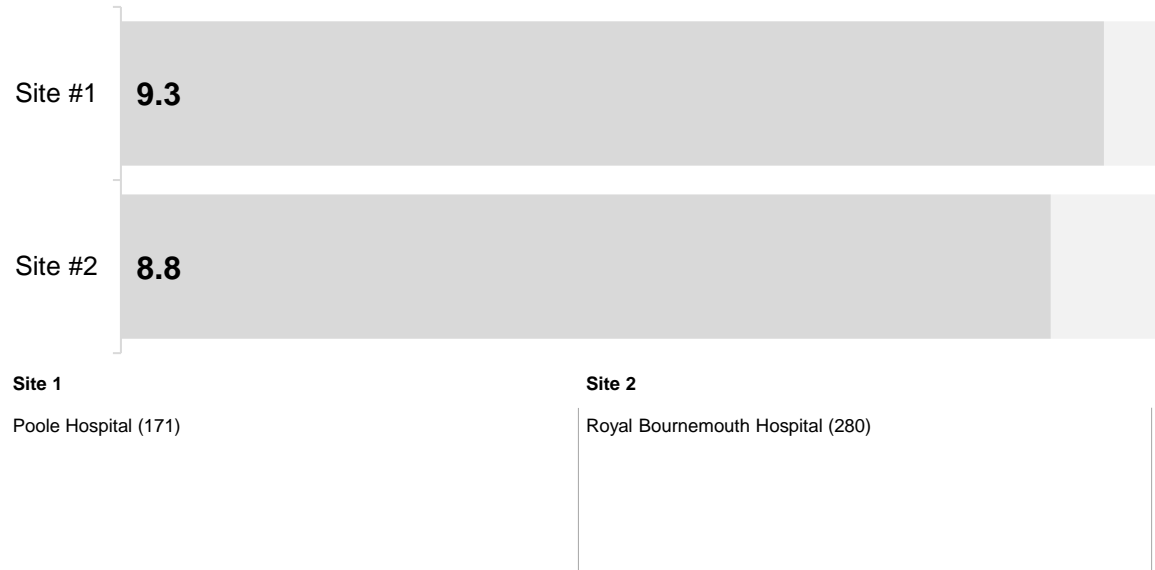 Site #1
9.3
Site #2
8.8
Site 1
Site 2
Poole Hospital (171)
Royal Bournemouth Hospital (280)